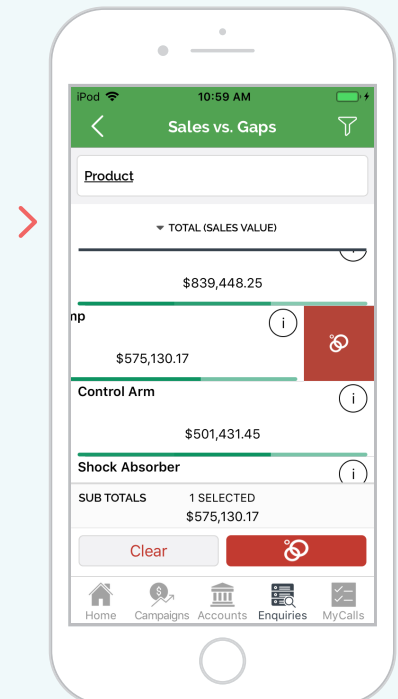 iPod 10:59 AM
Sales vs. Gaps
Product
TOTAL (SALES VALUE)
$839,448.25
mp
i
$575,130.17
Control Arm
i
$501,431.45
Shock Absorber
i
SUB TOTALS 1 SELECTED
$575,130.17
Clear
Home Campaigns Accounts Enquiries MyCalls